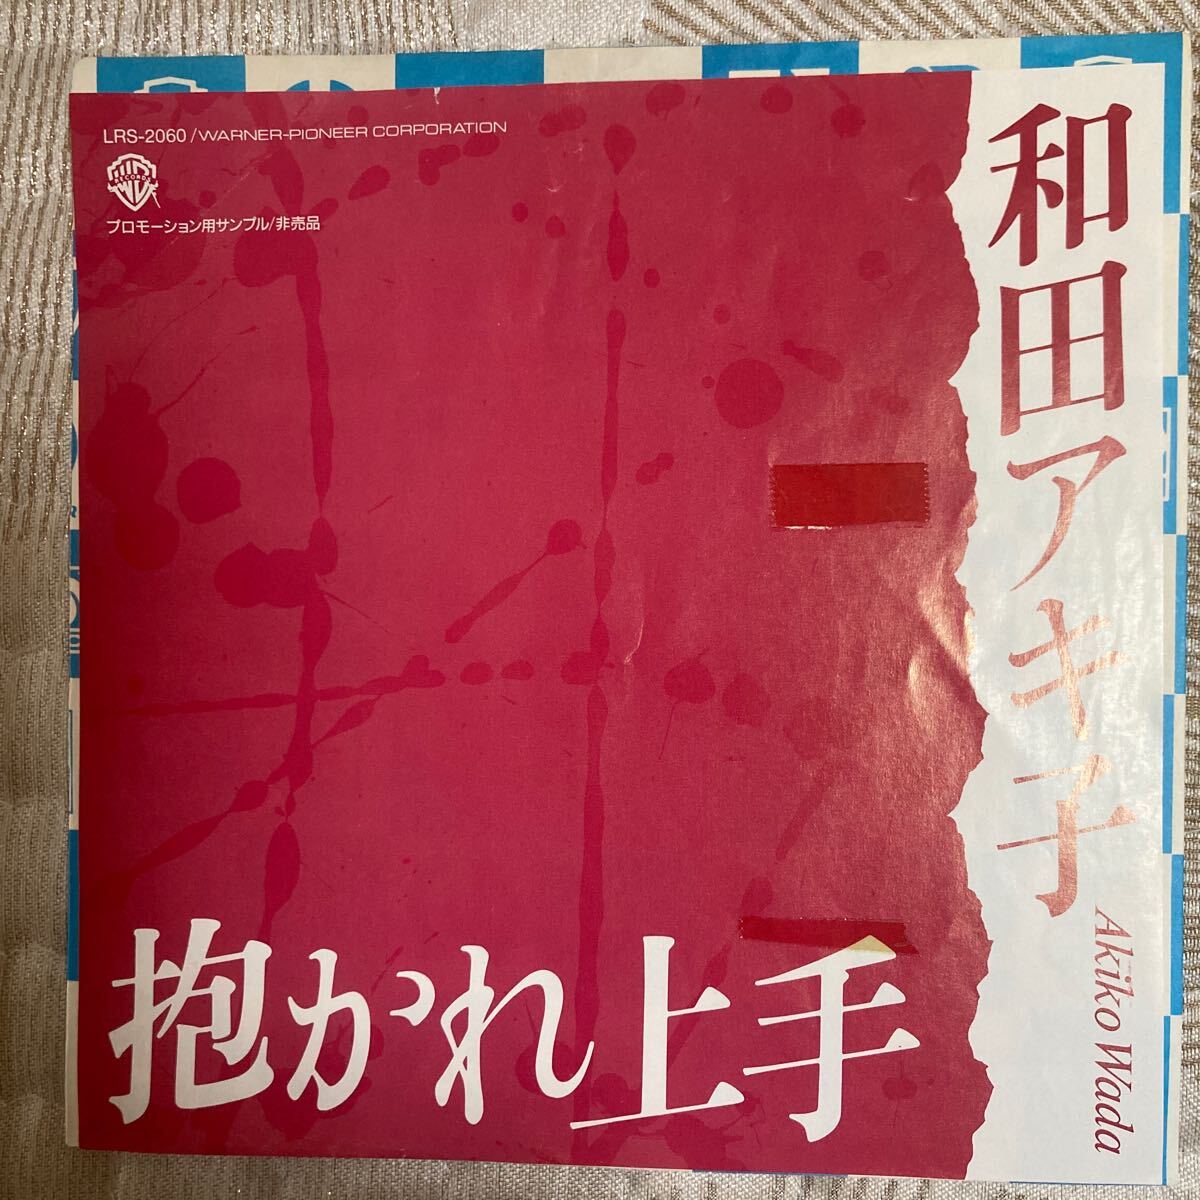 LRS-2060 / WARNER-PIONEER CORPORATION
RECORDS
プロモーション用サンプル/非売品
和田アキ子
Akiko Wada
抱かれ上手